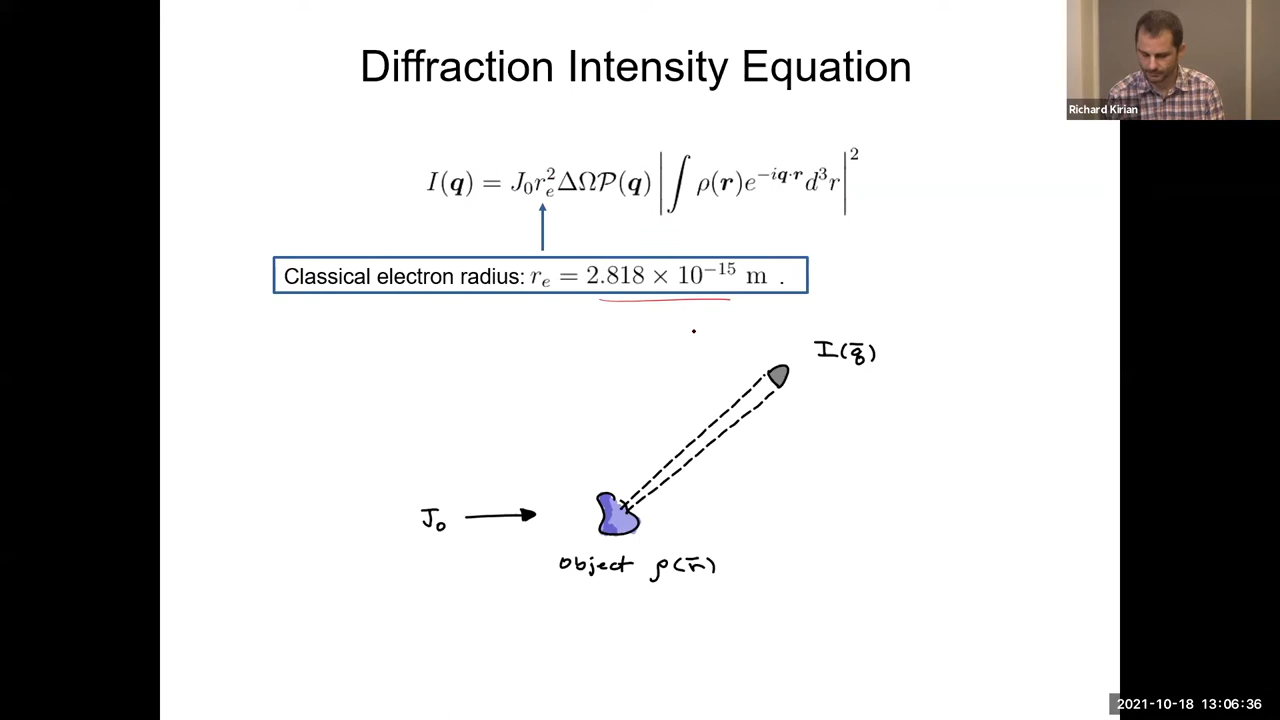 Diffraction Intensity Equation
Richard Kirian
I(q) = J₀rₑ²ΔΩ𝒫(q) |∫ ρ(r)e^{−iq·r}d³r|²
Classical electron radius: rₑ = 2.818 × 10⁻¹⁵ m .
I(q̄)
J₀
Object ρ(r̄)
2021-10-18 13:06:36